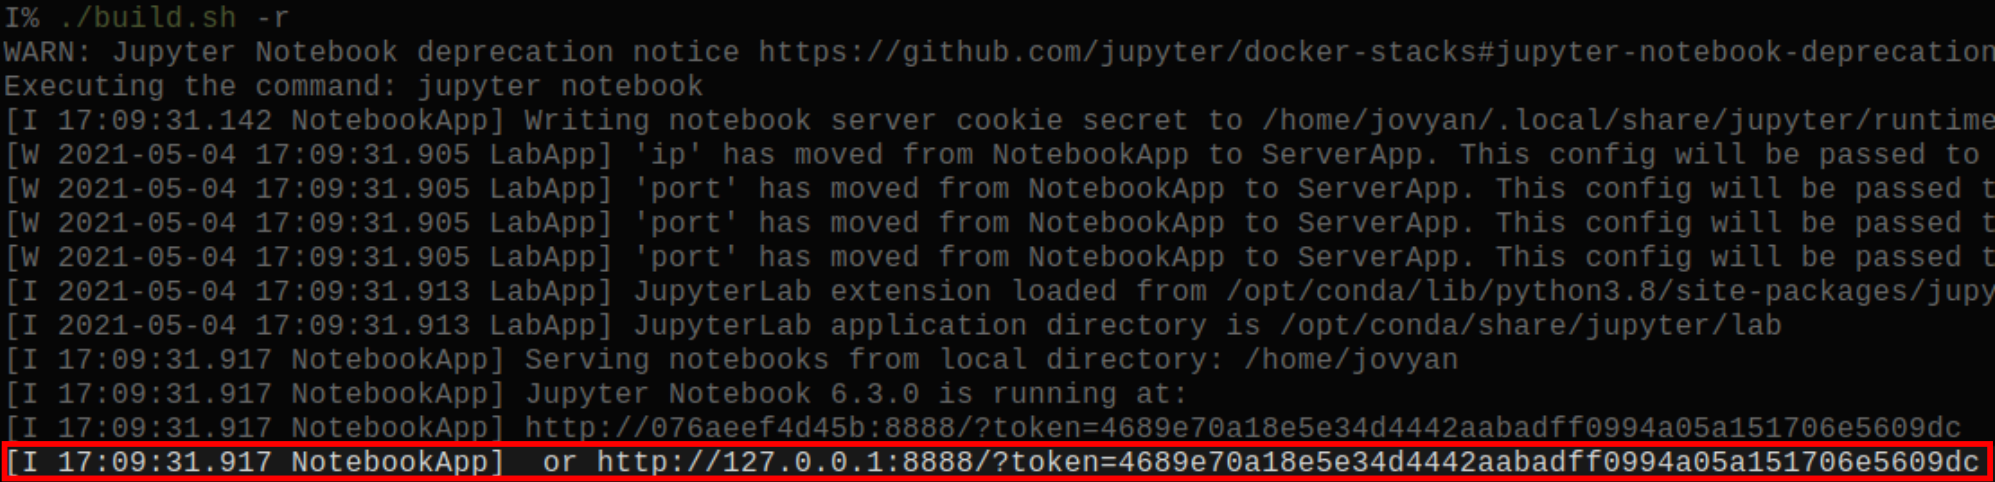 I% ./build.sh -r
WARN: Jupyter Notebook deprecation notice https://github.com/jupyter/docker-stacks#jupyter-notebook-deprecation
Executing the command: jupyter notebook
[I 17:09:31.142 NotebookApp] Writing notebook server cookie secret to /home/jovyan/.local/share/jupyter/runtime
[W 2021-05-04 17:09:31.905 LabApp] 'ip' has moved from NotebookApp to ServerApp. This config will be passed to
[W 2021-05-04 17:09:31.905 LabApp] 'port' has moved from NotebookApp to ServerApp. This config will be passed t
[W 2021-05-04 17:09:31.905 LabApp] 'port' has moved from NotebookApp to ServerApp. This config will be passed t
[W 2021-05-04 17:09:31.905 LabApp] 'port' has moved from NotebookApp to ServerApp. This config will be passed t
[I 2021-05-04 17:09:31.913 LabApp] JupyterLab extension loaded from /opt/conda/lib/python3.8/site-packages/jupy
[I 2021-05-04 17:09:31.913 LabApp] JupyterLab application directory is /opt/conda/share/jupyter/lab
[I 17:09:31.917 NotebookApp] Serving notebooks from local directory: /home/jovyan
[I 17:09:31.917 NotebookApp] Jupyter Notebook 6.3.0 is running at:
[I 17:09:31.917 NotebookApp] http://076aeef4d45b:8888/?token=4689e70a18e5e34d4442aabadff0994a05a151706e5609dc
[I 17:09:31.917 NotebookApp]  or http://127.0.0.1:8888/?token=4689e70a18e5e34d4442aabadff0994a05a151706e5609dc